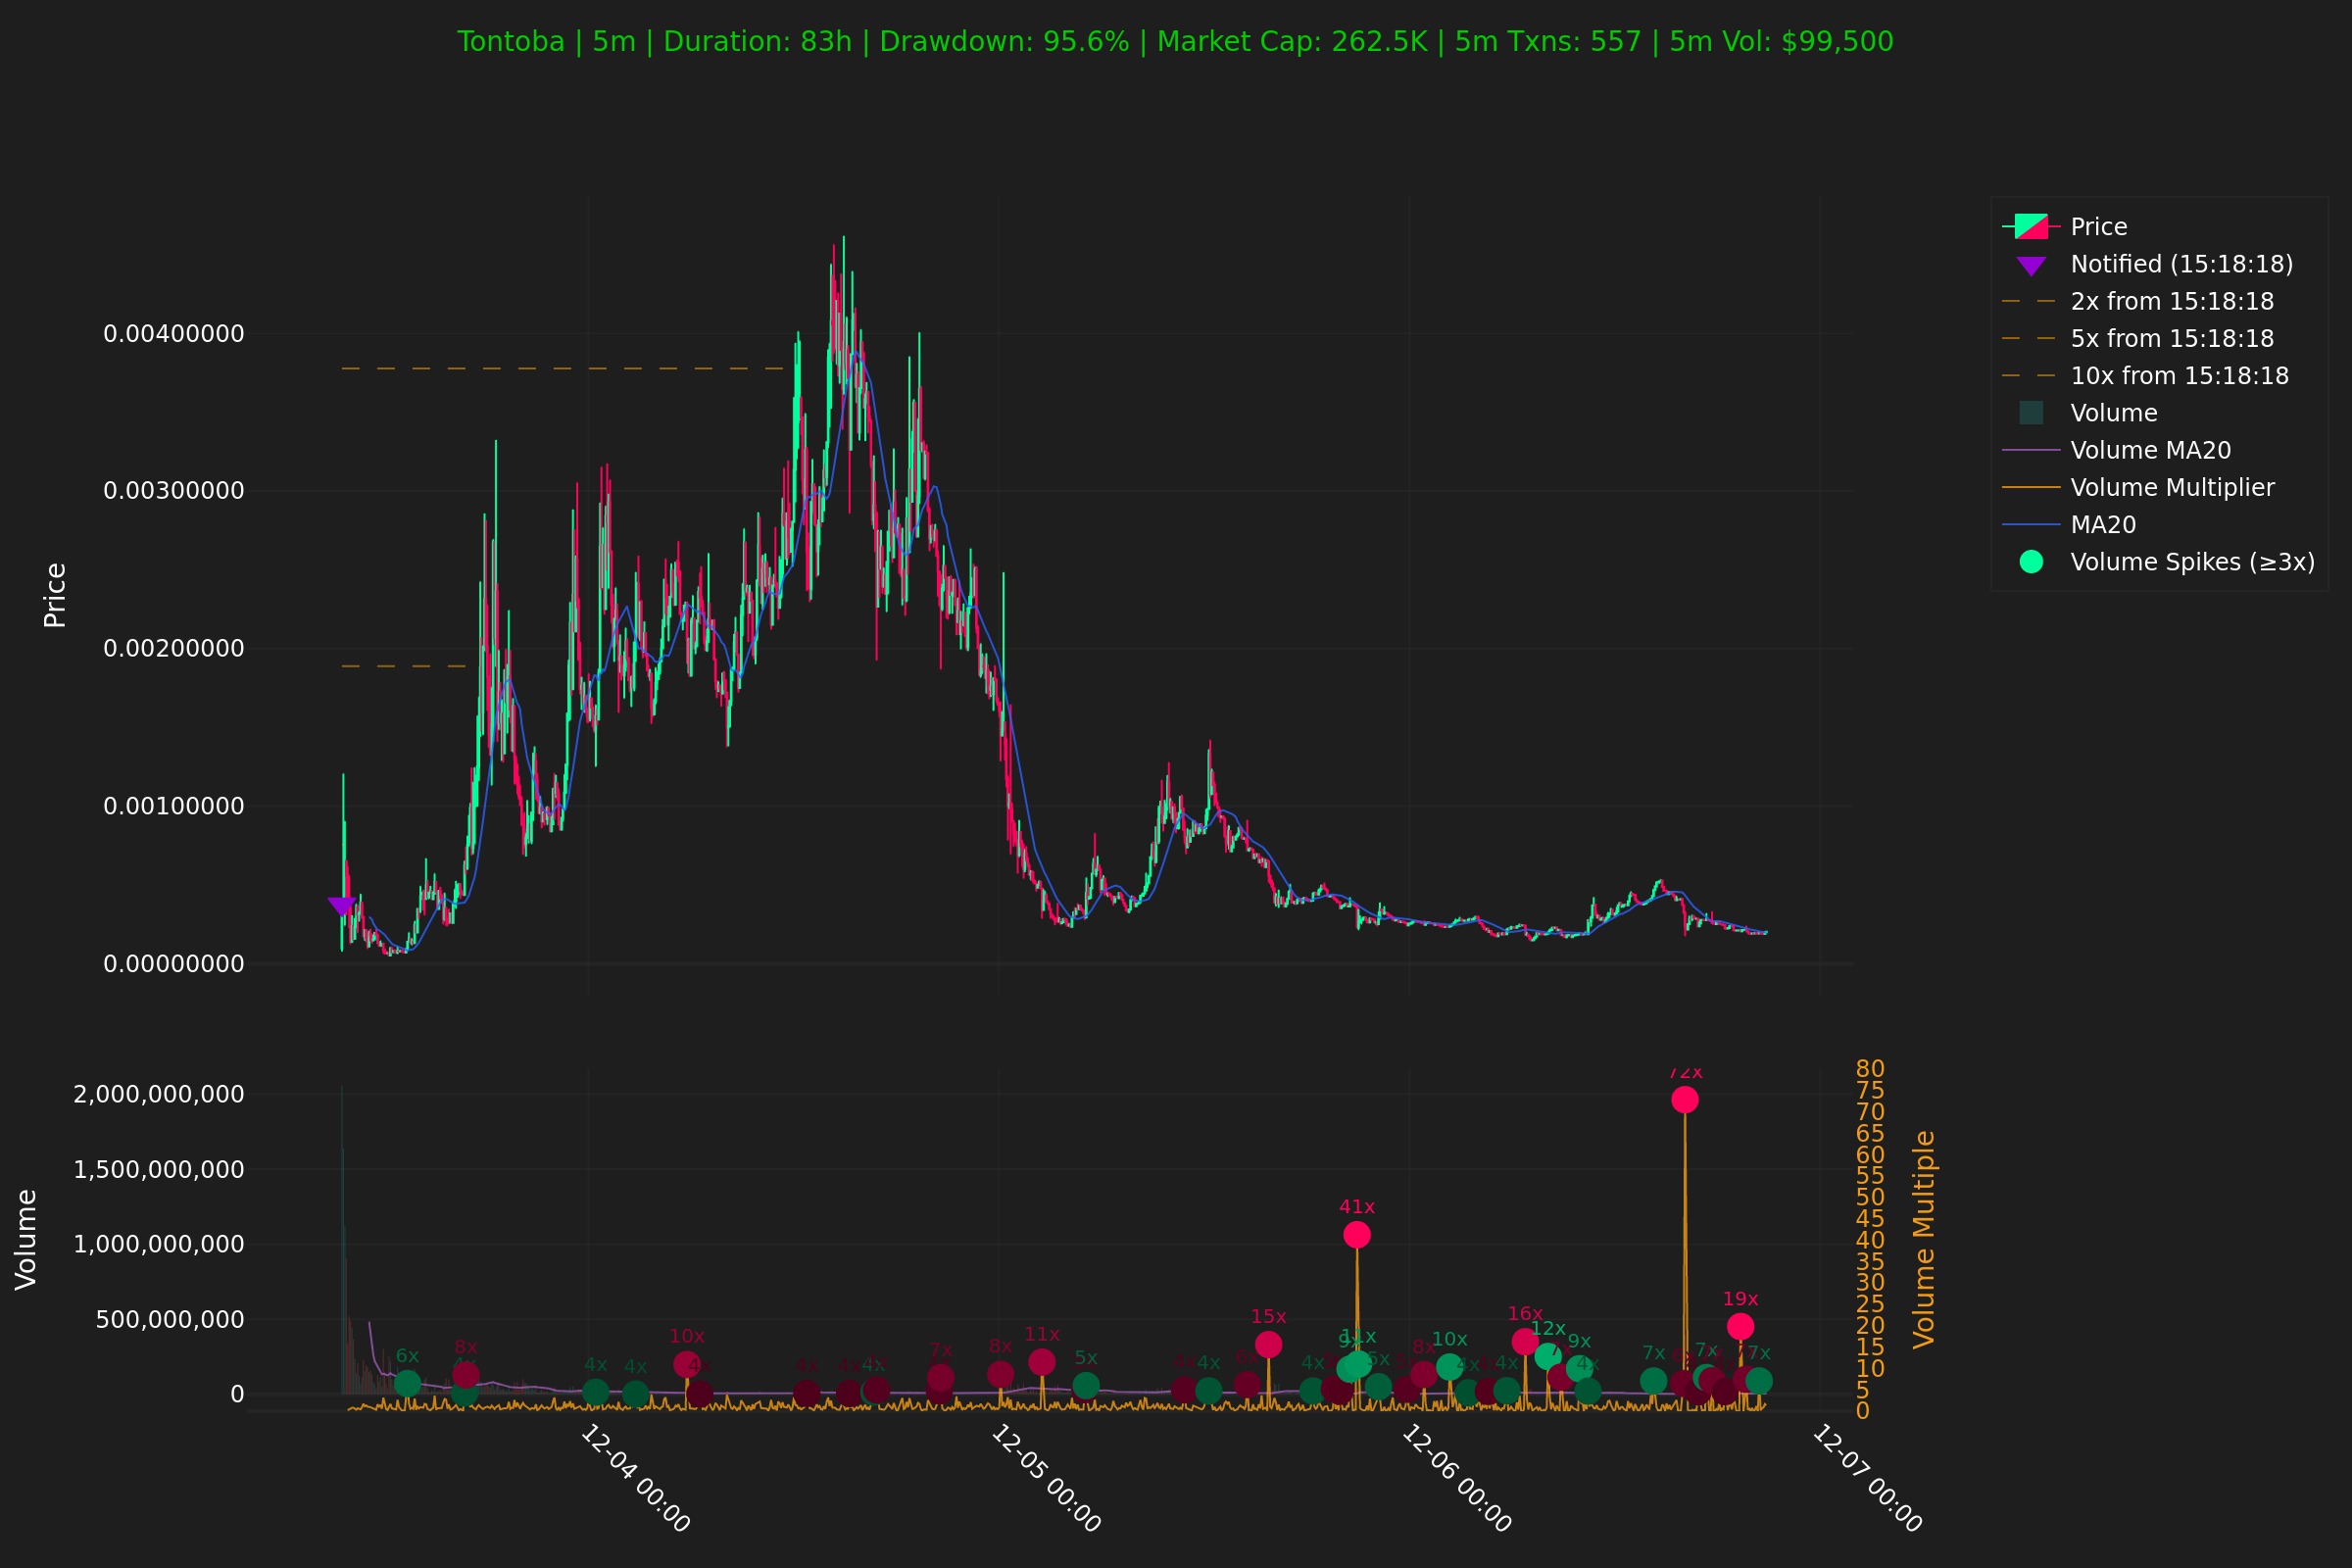 Tontoba | 5m | Duration: 83h | Drawdown: 95.6% | Market Cap: 262.5K | 5m Txns: 557 | 5m Vol: $99,500
Price
Notified (15:18:18)
2x from 15:18:18
5x from 15:18:18
10x from 15:18:18
Volume
Volume MA20
Volume Multiplier
MA20
Volume Spikes (≥3x)
Price
0.00400000
0.00300000
0.00200000
0.00100000
0.00000000
Volume
2,000,000,000
1,500,000,000
1,000,000,000
500,000,000
0
80
75
70
65
60
55
50
45
40
35
30
25
20
15
10
5
0
Volume Multiple
6x
8x
4x
4x
10x
4x
7x
8x
11x
5x
4x
15x
4x
41x
8x
10x
4x
16x
12x
9x
4x
7x
72x
7x
19x
7x
12-04 00:00
12-05 00:00
12-06 00:00
12-07 00:00